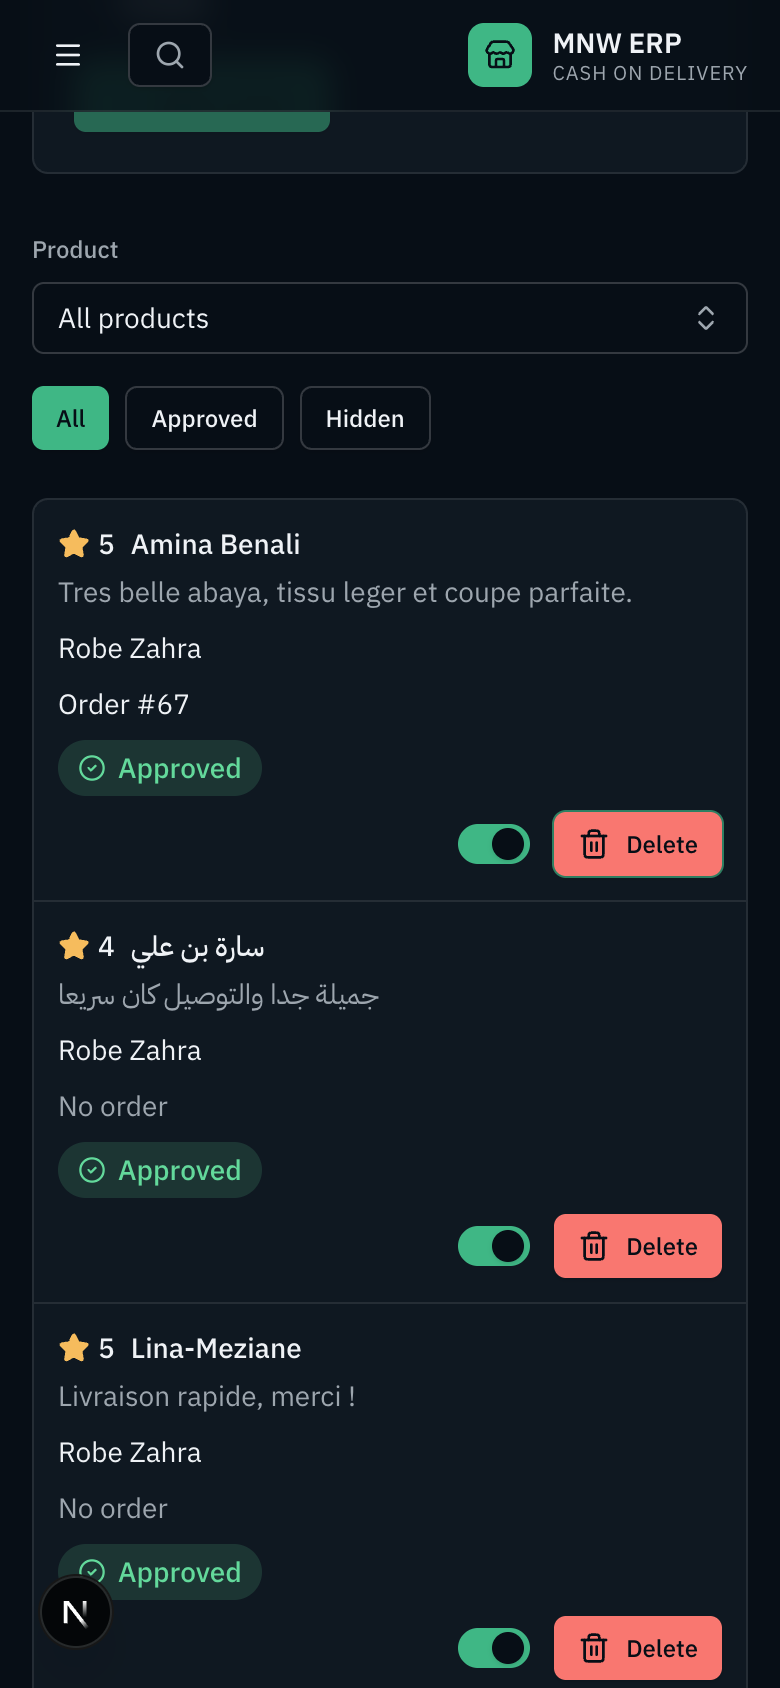 MNW ERP
CASH ON DELIVERY
Product
All products
All
Approved
Hidden
5 Amina Benali
Tres belle abaya, tissu leger et coupe parfaite.
Robe Zahra
Order #67
Approved
Delete
4 سارة بن علي
جميلة جدا والتوصيل كان سريعا
Robe Zahra
No order
Approved
Delete
5 Lina-Meziane
Livraison rapide, merci !
Robe Zahra
No order
Approved
N
Delete